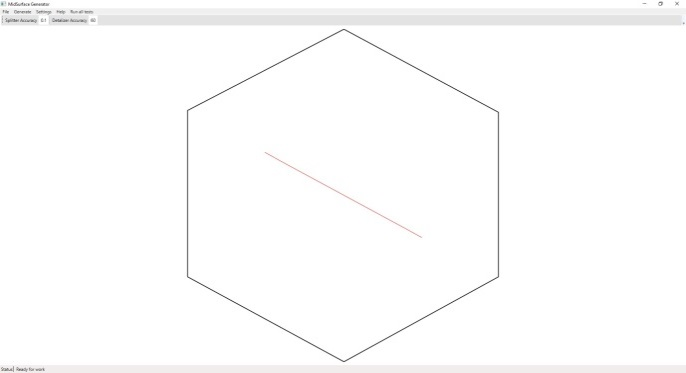 MidSurface Generator
File Generate Settings Help Run all tests
Splitter Accuracy 0.1 Detalizer Accuracy 60
Status Ready for work